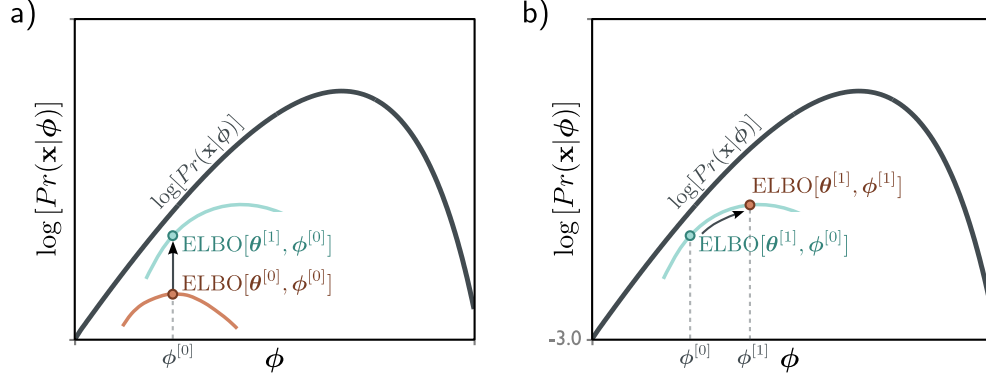 a)
log[Pr(𝐱|𝝓)]
log[Pr(𝐱|𝝓)]
ELBO[𝜽^[1], 𝝓^[0]]
ELBO[𝜽^[0], 𝝓^[0]]
𝝓^[0]
𝝓
b)
log[Pr(𝐱|𝝓)]
log[Pr(𝐱|𝝓)]
ELBO[𝜽^[1], 𝝓^[1]]
ELBO[𝜽^[1], 𝝓^[0]]
-3.0
𝝓^[0]
𝝓^[1]
𝝓